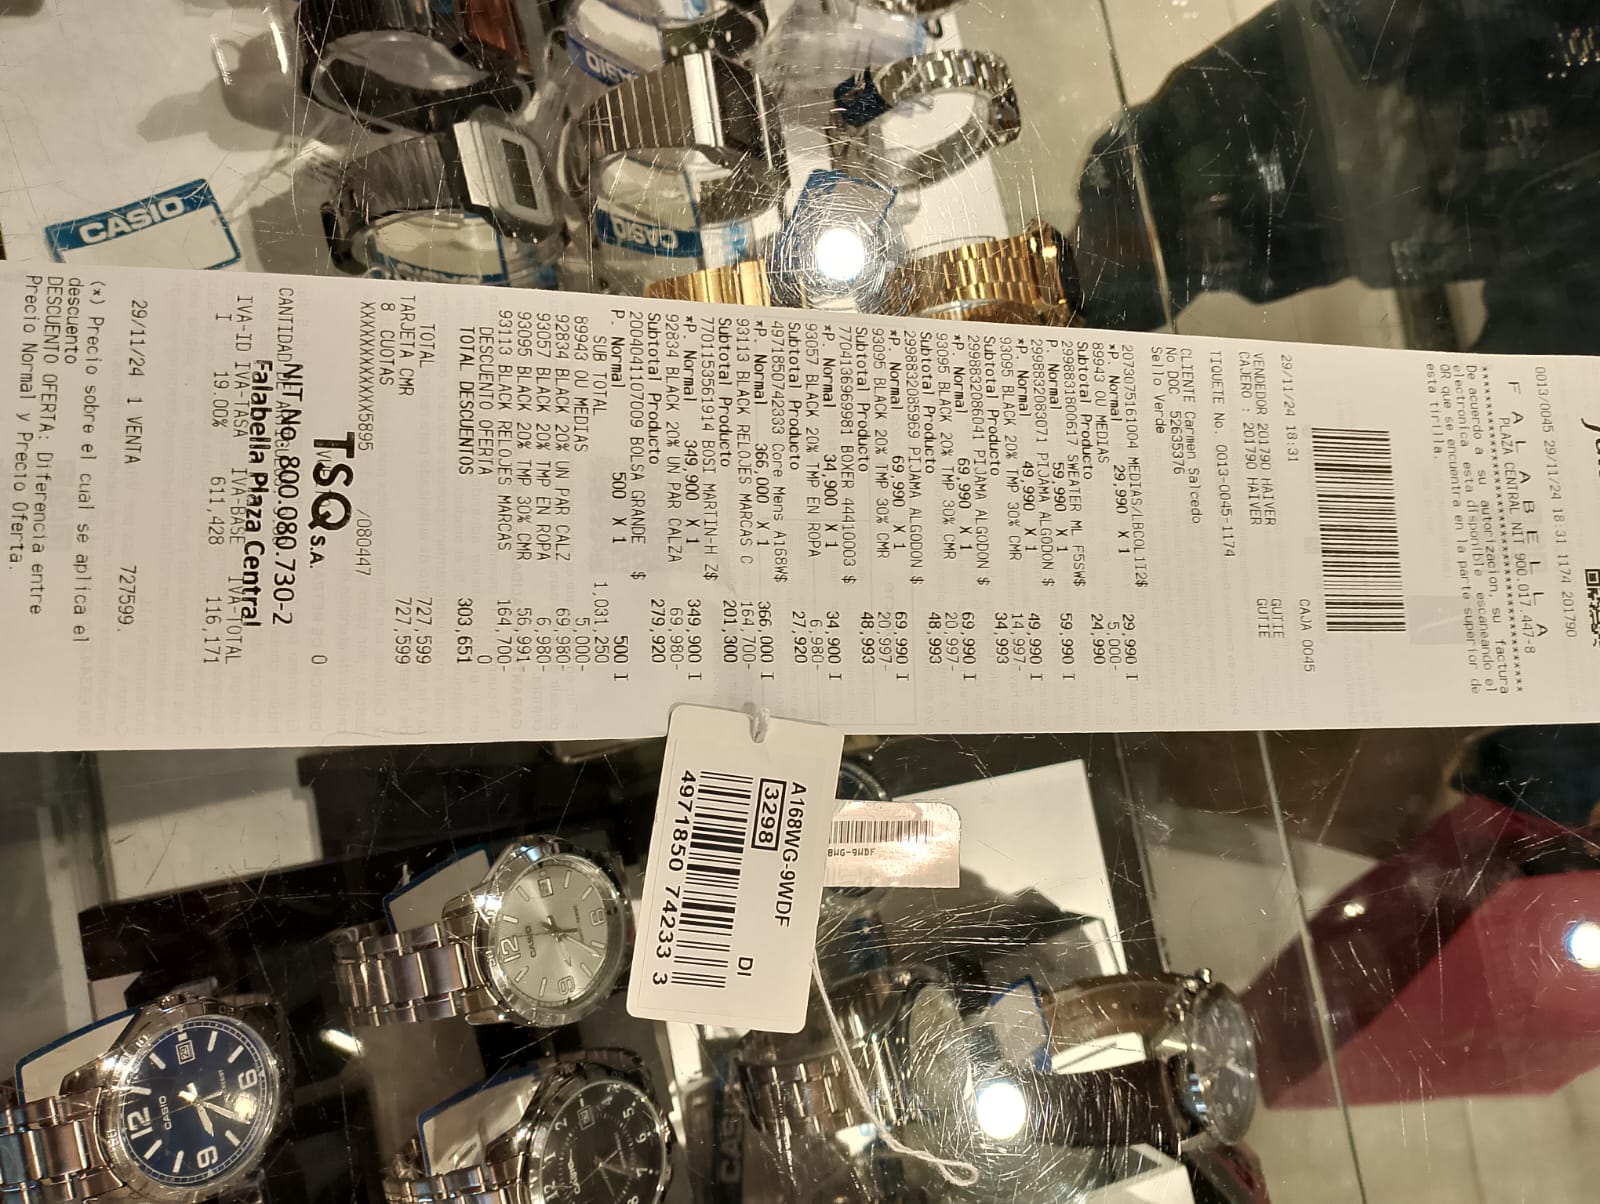 0013/0045 29/11/24 18:31 1174 201790
F A L A B E L L A
PLAZA CENTRAL NIT 900.017.447-8
**********************************
De acuerdo a su autorizacion, su factura
electronica esta disponible escaneando el
QR que se encuentra en la parte superior de
esta tirilla.
CAJA 0045
29/11/24 18:31
VENDEDOR 201790 HAIVER GUTIE
CAJERO : 201790 HAIVER GUTIE
TIQUETE No. 0013-0045-1174
CLIENTE Carmen Salcedo
No DOC 52635376
Sello Verde
2073075161004 MEDIAS/LBCOL1I2$
*P. Normal 29,990 X 1 29,990 I
89943 OU MEDIAS 5,000-
Subtotal Producto 24,990
2998831800617 SWEATER ML F5SW$
P. Normal 59,990 X 1 59,990 I
2998832083071 PIJAMA ALGODON $
*P. Normal 49,990 X 1 49,990 I
93095 BLACK 20% TMP 30% CMR 14,997-
Subtotal Producto 34,993
2998832086041 PIJAMA ALGODON $
*P. Normal 69,990 X 1 69,990 I
93095 BLACK 20% TMP 30% CMR 20,997-
Subtotal Producto 48,993
2998832085969 PIJAMA ALGODON $
*P. Normal 69,990 X 1 69,990 I
93095 BLACK 20% TMP 30% CMR 20,997-
Subtotal Producto 48,993
7704136969981 BOXER 44410003 $
*P. Normal 34,900 X 1 34,900 I
93057 BLACK 20% TMP EN ROPA 6,980-
Subtotal Producto 27,920
4971850742333 Core Mens A168W$
*P. Normal 366,000 X 1 366,000 I
93113 BLACK RELOJES MARCAS C 164,700-
Subtotal Producto 201,300
7701153561914 BOSI MARTIN-H Z$
*P. Normal 349,900 X 1 349,900 I
92834 BLACK 20% UN PAR CALZA 69,980-
Subtotal Producto 279,920
2004041107009 BOLSA GRANDE $
P. Normal 500 X 1 500 I
SUB TOTAL 1,031,250
89943 OU MEDIAS 5,000-
92834 BLACK 20% UN PAR CALZ 69,980-
93057 BLACK 20% TMP EN ROPA 6,980-
93095 BLACK 20% TMP 30% CMR 56,991-
93113 BLACK RELOJES MARCAS 164,700-
DESCUENTO OFERTA 0
TOTAL DESCUENTOS 303,651
TOTAL 727,599
TARJETA CMR 727,599
8 CUOTAS
XXXXXXXXXXXX5895 /080447
0
TSQ S.A.
NIT No. 800.080.730-2
Falabella Plaza Central
IVA-ID IVA-TASA IVA-BASE IVA-TOTAL
I 19.00% 611,428 116,171
29/11/24 1 VENTA 727599.
(*) Precio sobre el cual se aplica el
descuento
DESCUENTO OFERTA: Diferencia entre
Precio Normal y Precio Oferta.
A168WG-9WDF
3298
DI
4971850 74233 3
8WG-9WDF
CASIO
CASIO
CASIO
CASIO